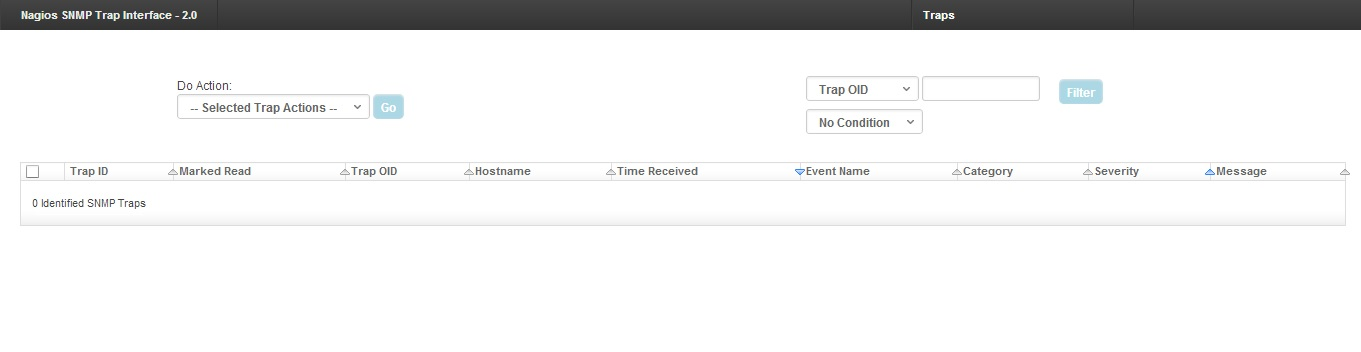 Nagios SNMP Trap Interface - 2.0 Traps
Do Action:
-- Selected Trap Actions -- Go
Trap OID Filter
No Condition
Trap ID Marked Read Trap OID Hostname Time Received Event Name Category Severity Message
0 Identified SNMP Traps